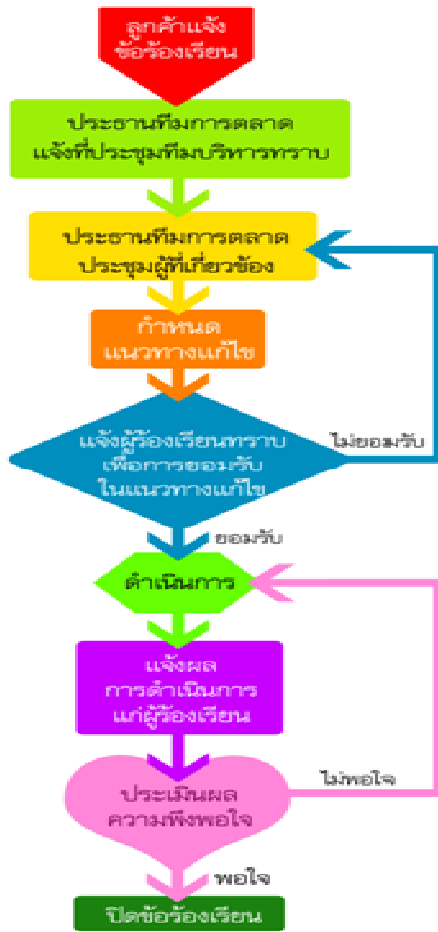 ลูกค้าแจ้ง
ข้อร้องเรียน
ประธานทีมการตลาด
แจ้งที่ประชุมทีมบริหารทราบ
ประธานทีมการตลาด
ประชุมผู้ที่เกี่ยวข้อง
กำหนด
แนวทางแก้ไข
แจ้งผู้ร้องเรียนทราบ
เพื่อการยอมรับ
ในแนวทางแก้ไข
ไม่ยอมรับ
ยอมรับ
ดำเนินการ
แจ้งผล
การดำเนินการ
แก่ผู้ร้องเรียน
ประเมินผล
ความพึงพอใจ
ไม่พอใจ
พอใจ
ปิดข้อร้องเรียน